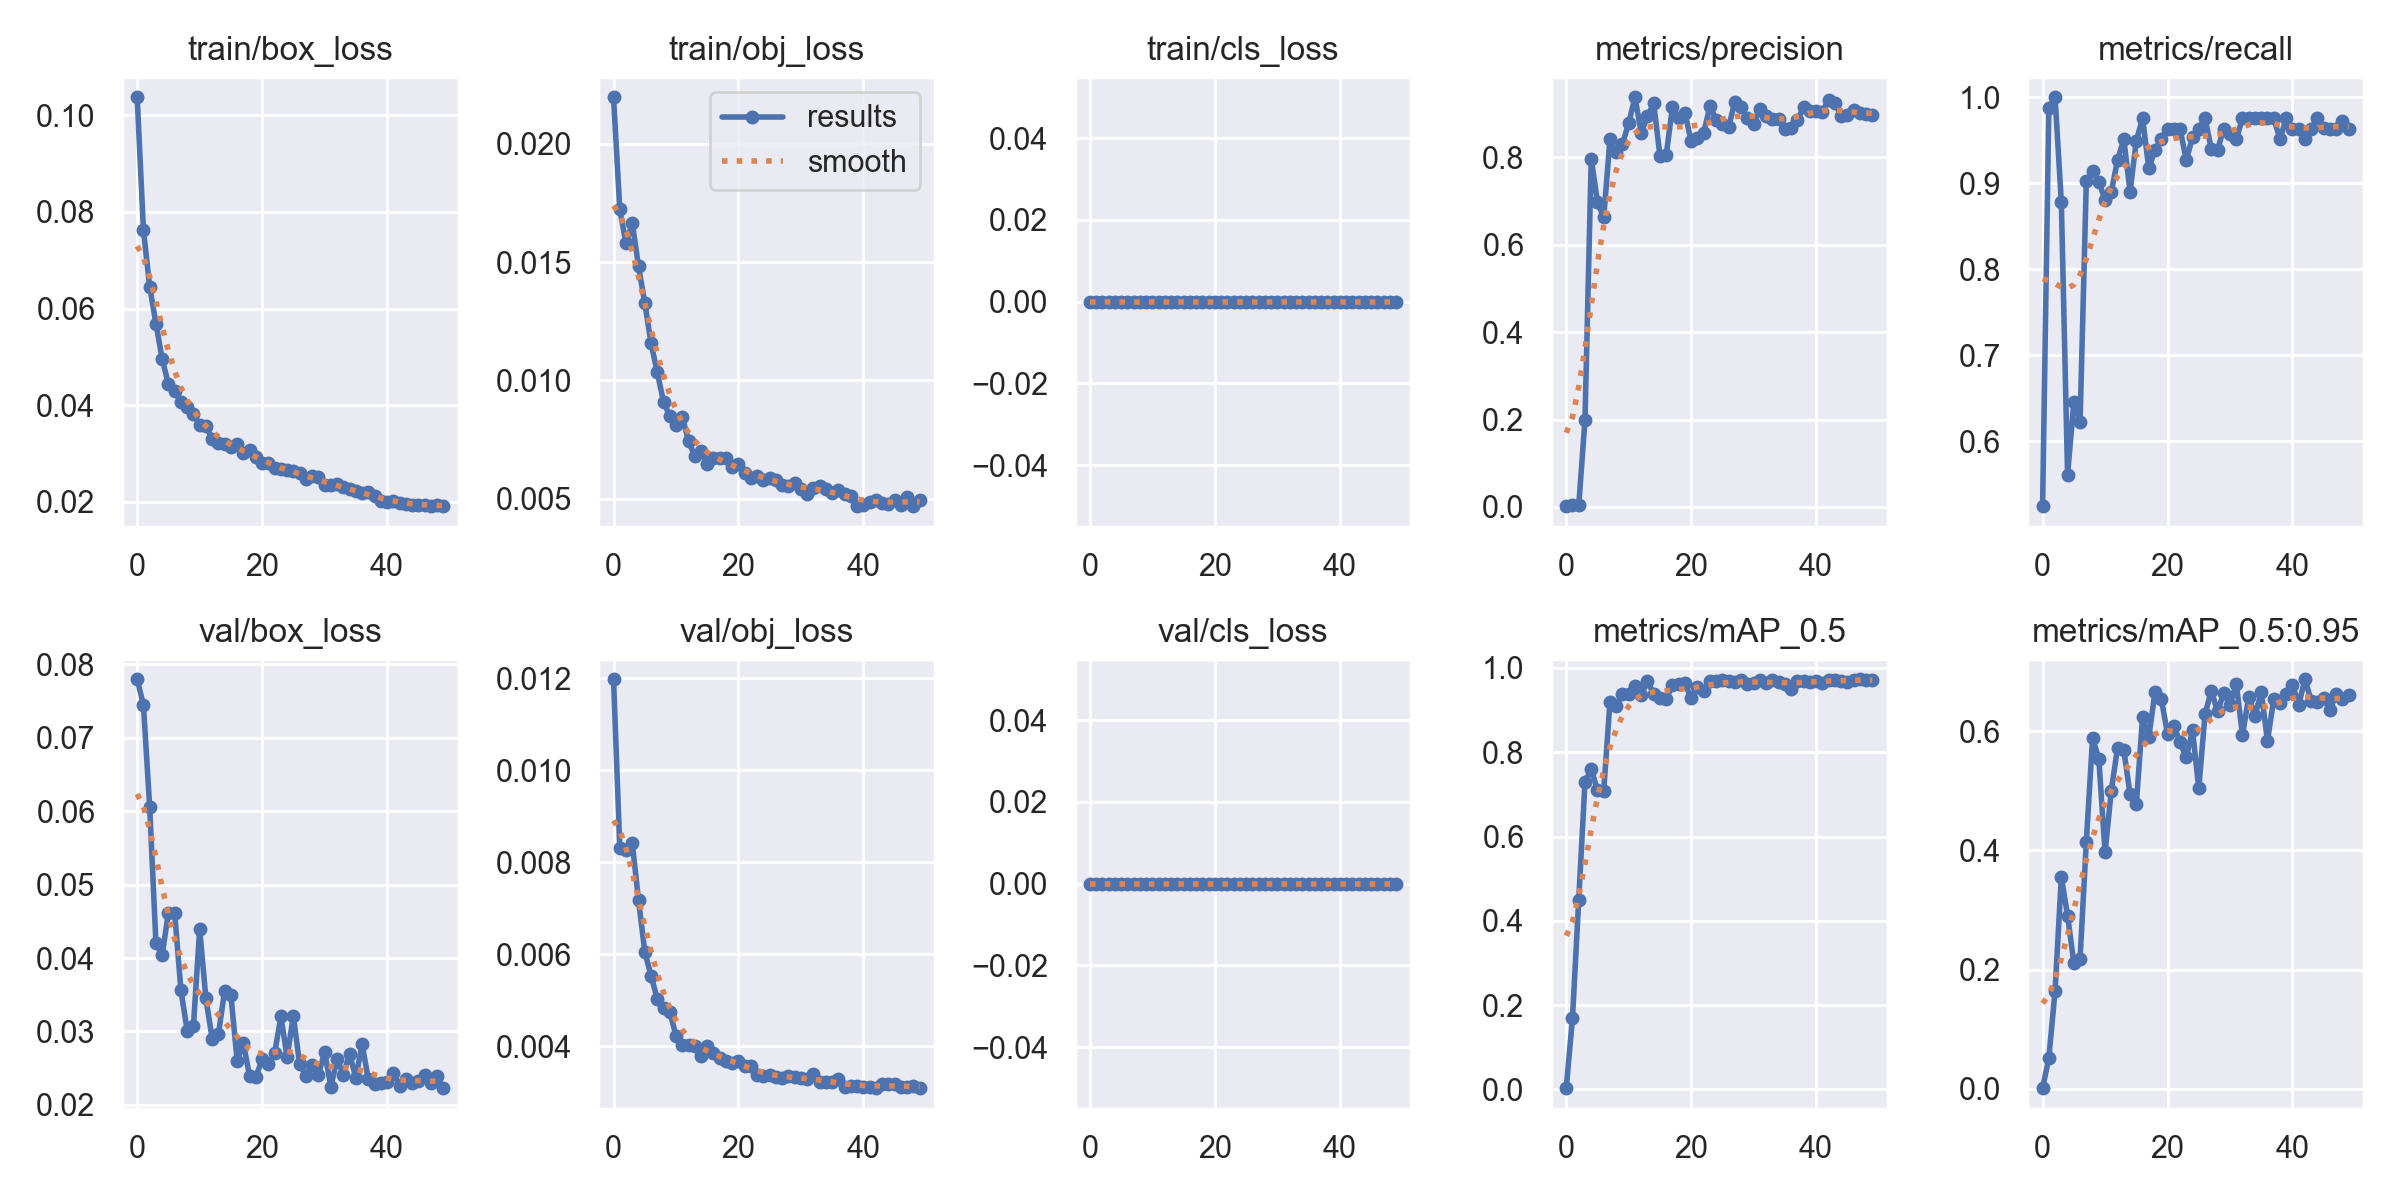 train/box_loss
0.10
0.08
0.06
0.04
0.02
0 20 40
train/obj_loss
results
smooth
0.020
0.015
0.010
0.005
0 20 40
train/cls_loss
0.04
0.02
0.00
−0.02
−0.04
0 20 40
metrics/precision
0.8
0.6
0.4
0.2
0.0
0 20 40
metrics/recall
1.0
0.9
0.8
0.7
0.6
0 20 40
val/box_loss
0.08
0.07
0.06
0.05
0.04
0.03
0.02
0 20 40
val/obj_loss
0.012
0.010
0.008
0.006
0.004
0 20 40
val/cls_loss
0.04
0.02
0.00
−0.02
−0.04
0 20 40
metrics/mAP_0.5
1.0
0.8
0.6
0.4
0.2
0.0
0 20 40
metrics/mAP_0.5:0.95
0.6
0.4
0.2
0.0
0 20 40